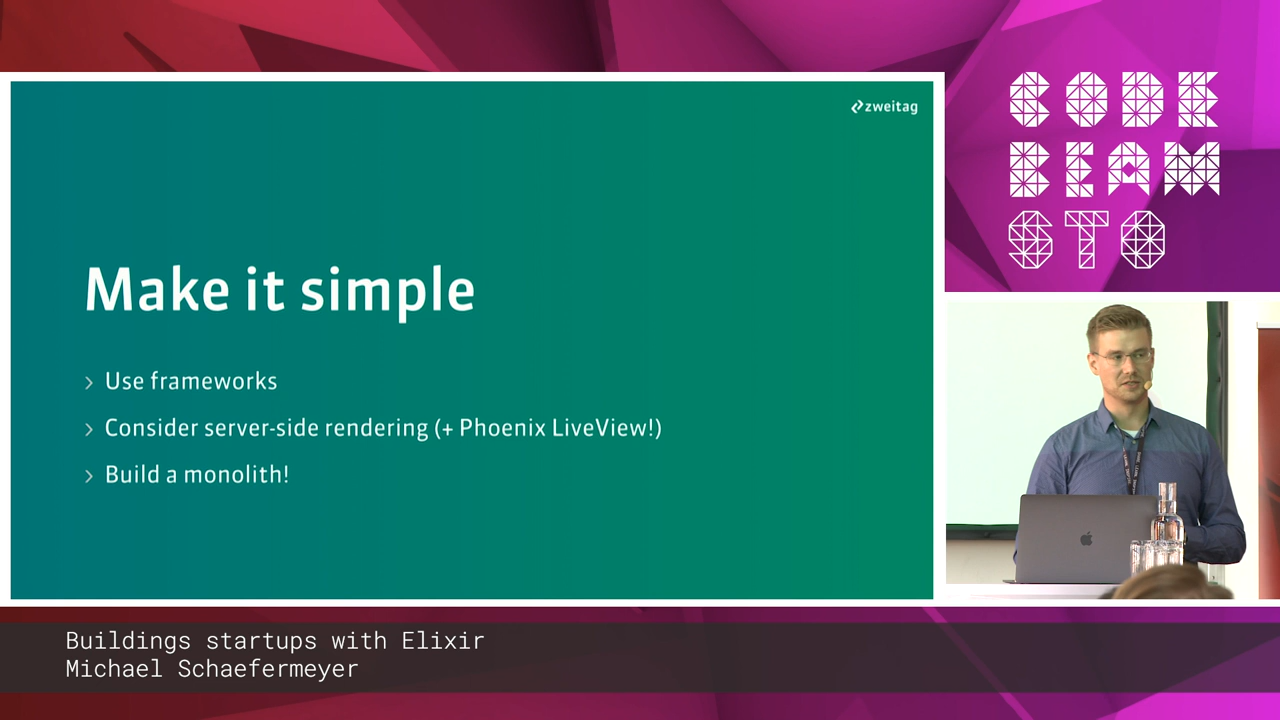 zweitag
Make it simple
Use frameworks
Consider server-side rendering (+ Phoenix LiveView!)
Build a monolith!
CODE
BEAM
STO
Buildings startups with Elixir
Michael Schaefermeyer